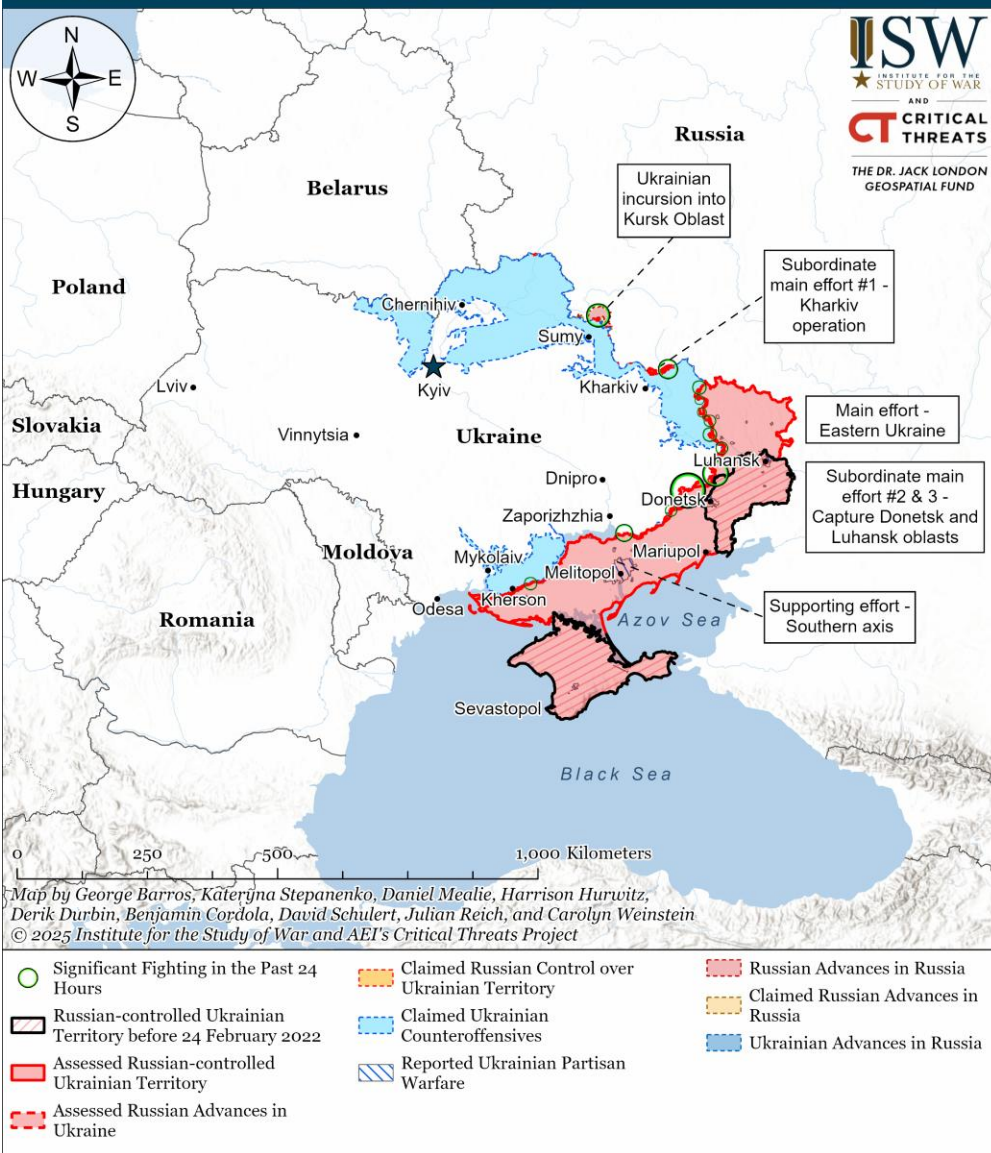 N
W
E
S
ISW
INSTITUTE FOR THE
STUDY OF WAR
AND
CT CRITICAL
THREATS
THE DR. JACK LONDON
GEOSPATIAL FUND
Russia
Belarus
Ukrainian
incursion into
Kursk Oblast
Subordinate
main effort #1 -
Kharkiv
operation
Poland
Chernihiv
Sumy
Kyiv
Lviv
Kharkiv
Slovakia
Vinnytsia
Ukraine
Main effort -
Eastern Ukraine
Luhansk
Hungary
Dnipro
Donetsk
Subordinate main
effort #2 & 3 -
Capture Donetsk and
Luhansk oblasts
Zaporizhzhia
Moldova
Mykolaiv
Mariupol
Melitopol
Kherson
Odesa
Romania
Azov Sea
Supporting effort -
Southern axis
Sevastopol
Black Sea
0 250 500 1,000 Kilometers
Map by George Barros, Kateryna Stepanenko, Daniel Mealie, Harrison Hurwitz,
Derik Durbin, Benjamin Cordola, David Schulert, Julian Reich, and Carolyn Weinstein
© 2025 Institute for the Study of War and AEI's Critical Threats Project
Significant Fighting in the Past 24
Hours
Russian-controlled Ukrainian
Territory before 24 February 2022
Assessed Russian-controlled
Ukrainian Territory
Assessed Russian Advances in
Ukraine
Claimed Russian Control over
Ukrainian Territory
Claimed Ukrainian
Counteroffensives
Reported Ukrainian Partisan
Warfare
Russian Advances in Russia
Claimed Russian Advances in
Russia
Ukrainian Advances in Russia